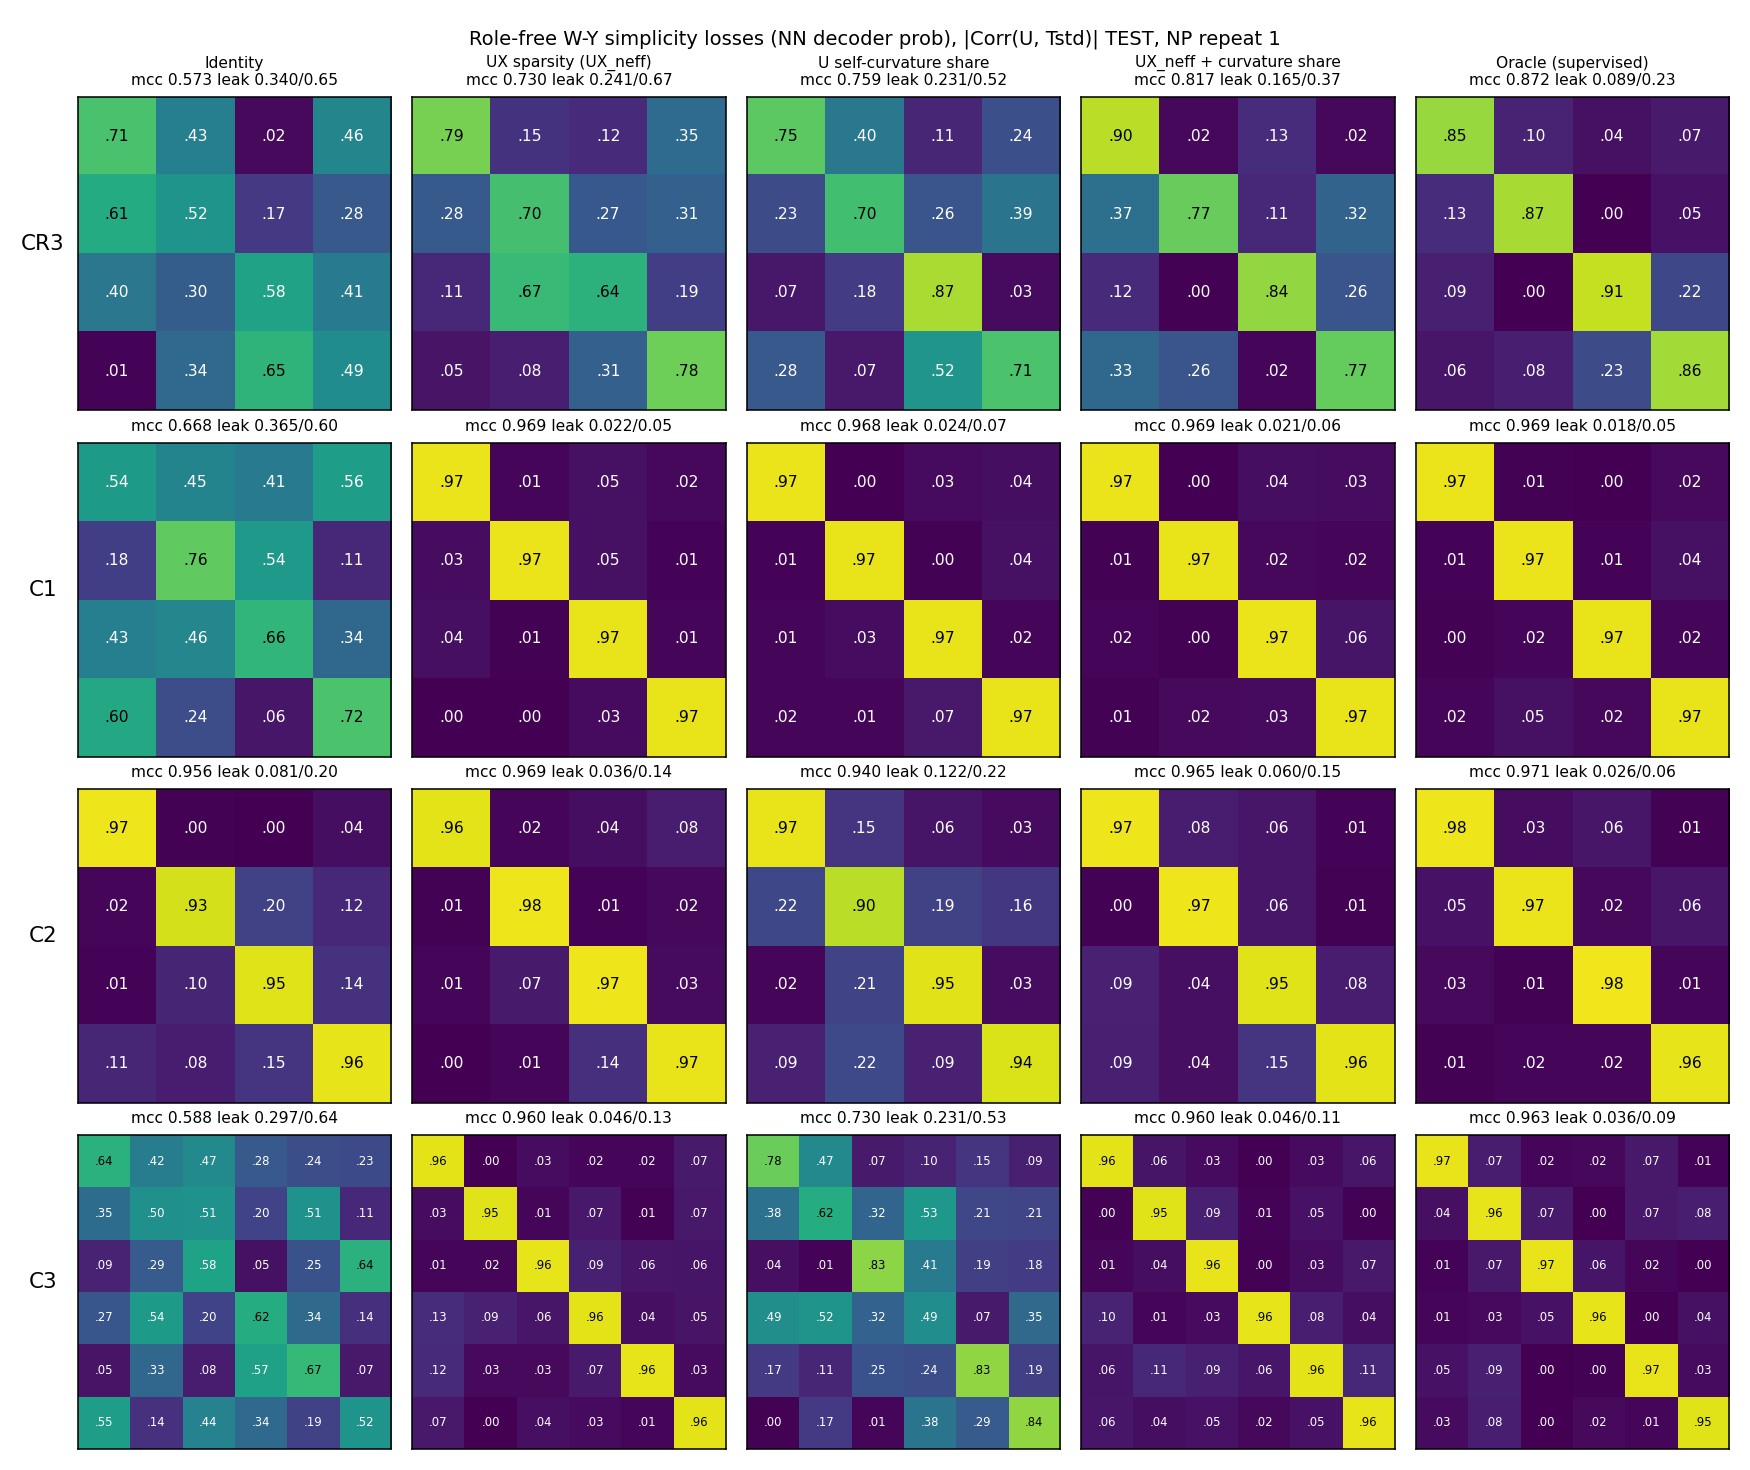 Role-free W-Y simplicity losses (NN decoder prob), |Corr(U, Tstd)| TEST, NP repeat 1
Identity
mcc 0.573 leak 0.340/0.65
UX sparsity (UX_neff)
mcc 0.730 leak 0.241/0.67
U self-curvature share
mcc 0.759 leak 0.231/0.52
UX_neff + curvature share
mcc 0.817 leak 0.165/0.37
Oracle (supervised)
mcc 0.872 leak 0.089/0.23
CR3
.71 .43 .02 .46
.61 .52 .17 .28
.40 .30 .58 .41
.01 .34 .65 .49
.79 .15 .12 .35
.28 .70 .27 .31
.11 .67 .64 .19
.05 .08 .31 .78
.75 .40 .11 .24
.23 .70 .26 .39
.07 .18 .87 .03
.28 .07 .52 .71
.90 .02 .13 .02
.37 .77 .11 .32
.12 .00 .84 .26
.33 .26 .02 .77
.85 .10 .04 .07
.13 .87 .00 .05
.09 .00 .91 .22
.06 .08 .23 .86
mcc 0.668 leak 0.365/0.60
mcc 0.969 leak 0.022/0.05
mcc 0.968 leak 0.024/0.07
mcc 0.969 leak 0.021/0.06
mcc 0.969 leak 0.018/0.05
C1
.54 .45 .41 .56
.18 .76 .54 .11
.43 .46 .66 .34
.60 .24 .06 .72
.97 .01 .05 .02
.03 .97 .05 .01
.04 .01 .97 .01
.00 .00 .03 .97
.97 .00 .03 .04
.01 .97 .00 .04
.01 .03 .97 .02
.02 .01 .07 .97
.97 .00 .04 .03
.01 .97 .02 .02
.02 .00 .97 .06
.01 .02 .03 .97
.97 .01 .00 .02
.01 .97 .01 .04
.00 .02 .97 .02
.02 .05 .02 .97
mcc 0.956 leak 0.081/0.20
mcc 0.969 leak 0.036/0.14
mcc 0.940 leak 0.122/0.22
mcc 0.965 leak 0.060/0.15
mcc 0.971 leak 0.026/0.06
C2
.97 .00 .00 .04
.02 .93 .20 .12
.01 .10 .95 .14
.11 .08 .15 .96
.96 .02 .04 .08
.01 .98 .01 .02
.01 .07 .97 .03
.00 .01 .14 .97
.97 .15 .06 .03
.22 .90 .19 .16
.02 .21 .95 .03
.09 .22 .09 .94
.97 .08 .06 .01
.00 .97 .06 .01
.09 .04 .95 .08
.09 .04 .15 .96
.98 .03 .06 .01
.05 .97 .02 .06
.03 .01 .98 .01
.01 .02 .02 .96
mcc 0.588 leak 0.297/0.64
mcc 0.960 leak 0.046/0.13
mcc 0.730 leak 0.231/0.53
mcc 0.960 leak 0.046/0.11
mcc 0.963 leak 0.036/0.09
C3
.64 .42 .47 .28 .24 .23
.35 .50 .51 .20 .51 .11
.09 .29 .58 .05 .25 .64
.27 .54 .20 .62 .34 .14
.05 .33 .08 .57 .67 .07
.55 .14 .44 .34 .19 .52
.96 .00 .03 .02 .02 .07
.03 .95 .01 .07 .01 .07
.01 .02 .96 .09 .06 .06
.13 .09 .06 .96 .04 .05
.12 .03 .03 .07 .96 .03
.07 .00 .04 .03 .01 .96
.78 .47 .07 .10 .15 .09
.38 .62 .32 .53 .21 .21
.04 .01 .83 .41 .19 .18
.49 .52 .32 .49 .07 .35
.17 .11 .25 .24 .83 .19
.00 .17 .01 .38 .29 .84
.96 .06 .03 .00 .03 .06
.00 .95 .09 .01 .05 .00
.01 .04 .96 .00 .03 .07
.10 .01 .03 .96 .08 .04
.06 .11 .09 .06 .96 .11
.06 .04 .05 .02 .05 .96
.97 .07 .02 .02 .07 .01
.04 .96 .07 .00 .07 .08
.01 .07 .97 .06 .02 .00
.01 .03 .05 .96 .00 .04
.05 .09 .00 .00 .97 .03
.03 .08 .00 .02 .01 .95